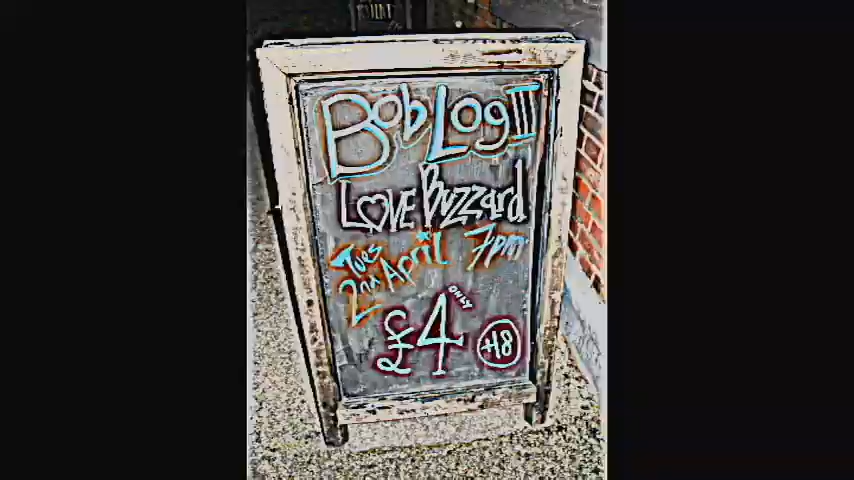 Bob Log III
LOVE Buzzard
Tues 2nd April 7pm
£4 ONLY
+18